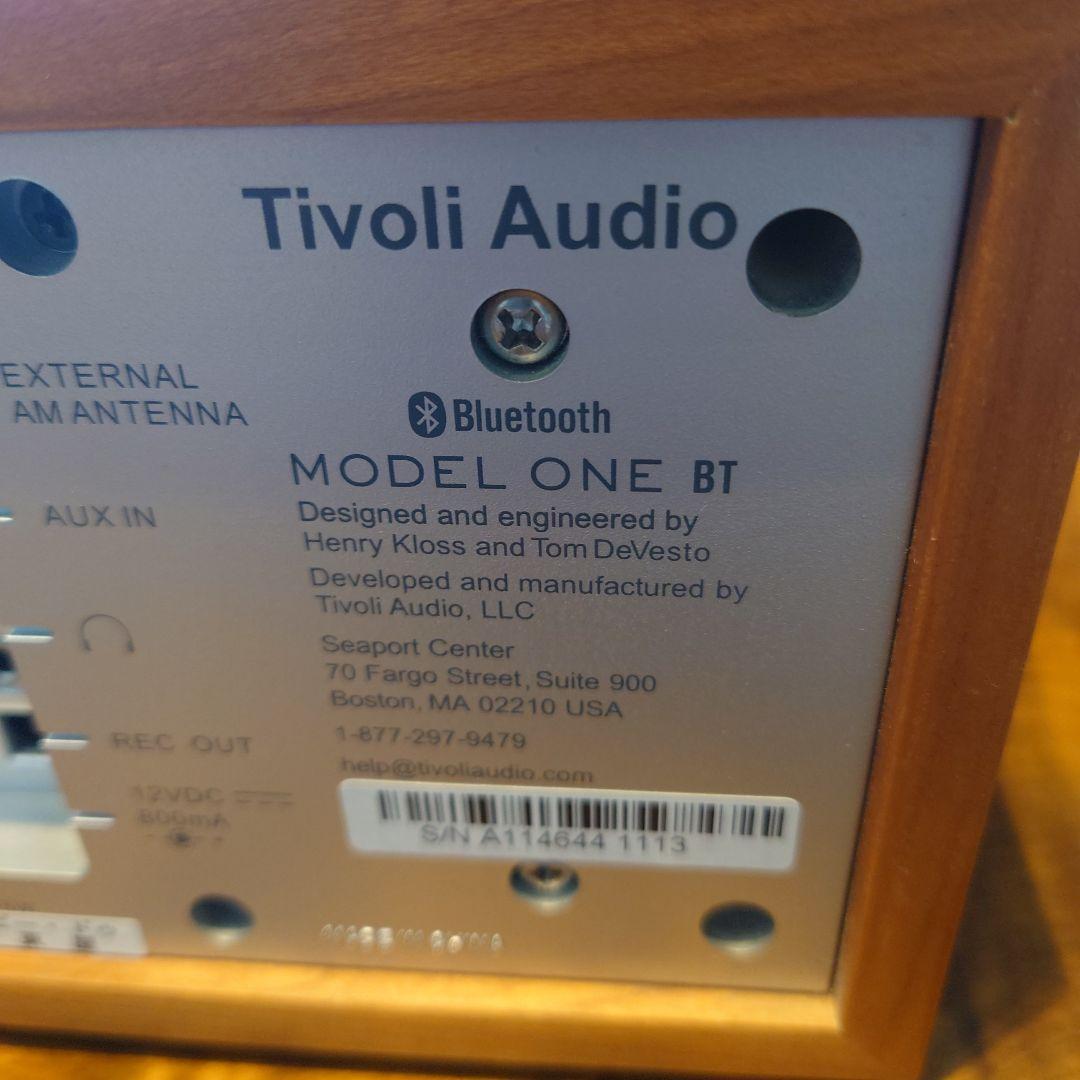 Tivoli Audio
EXTERNAL
AM ANTENNA
Bluetooth
MODEL ONE BT
AUX IN
Designed and engineered by
Henry Kloss and Tom DeVesto
Developed and manufactured by
Tivoli Audio, LLC
Seaport Center
70 Fargo Street, Suite 900
Boston, MA 02210 USA
REC OUT
1-877-297-9479
help@tivoliaudio.com
12VDC
800mA
S/N A114644 1113